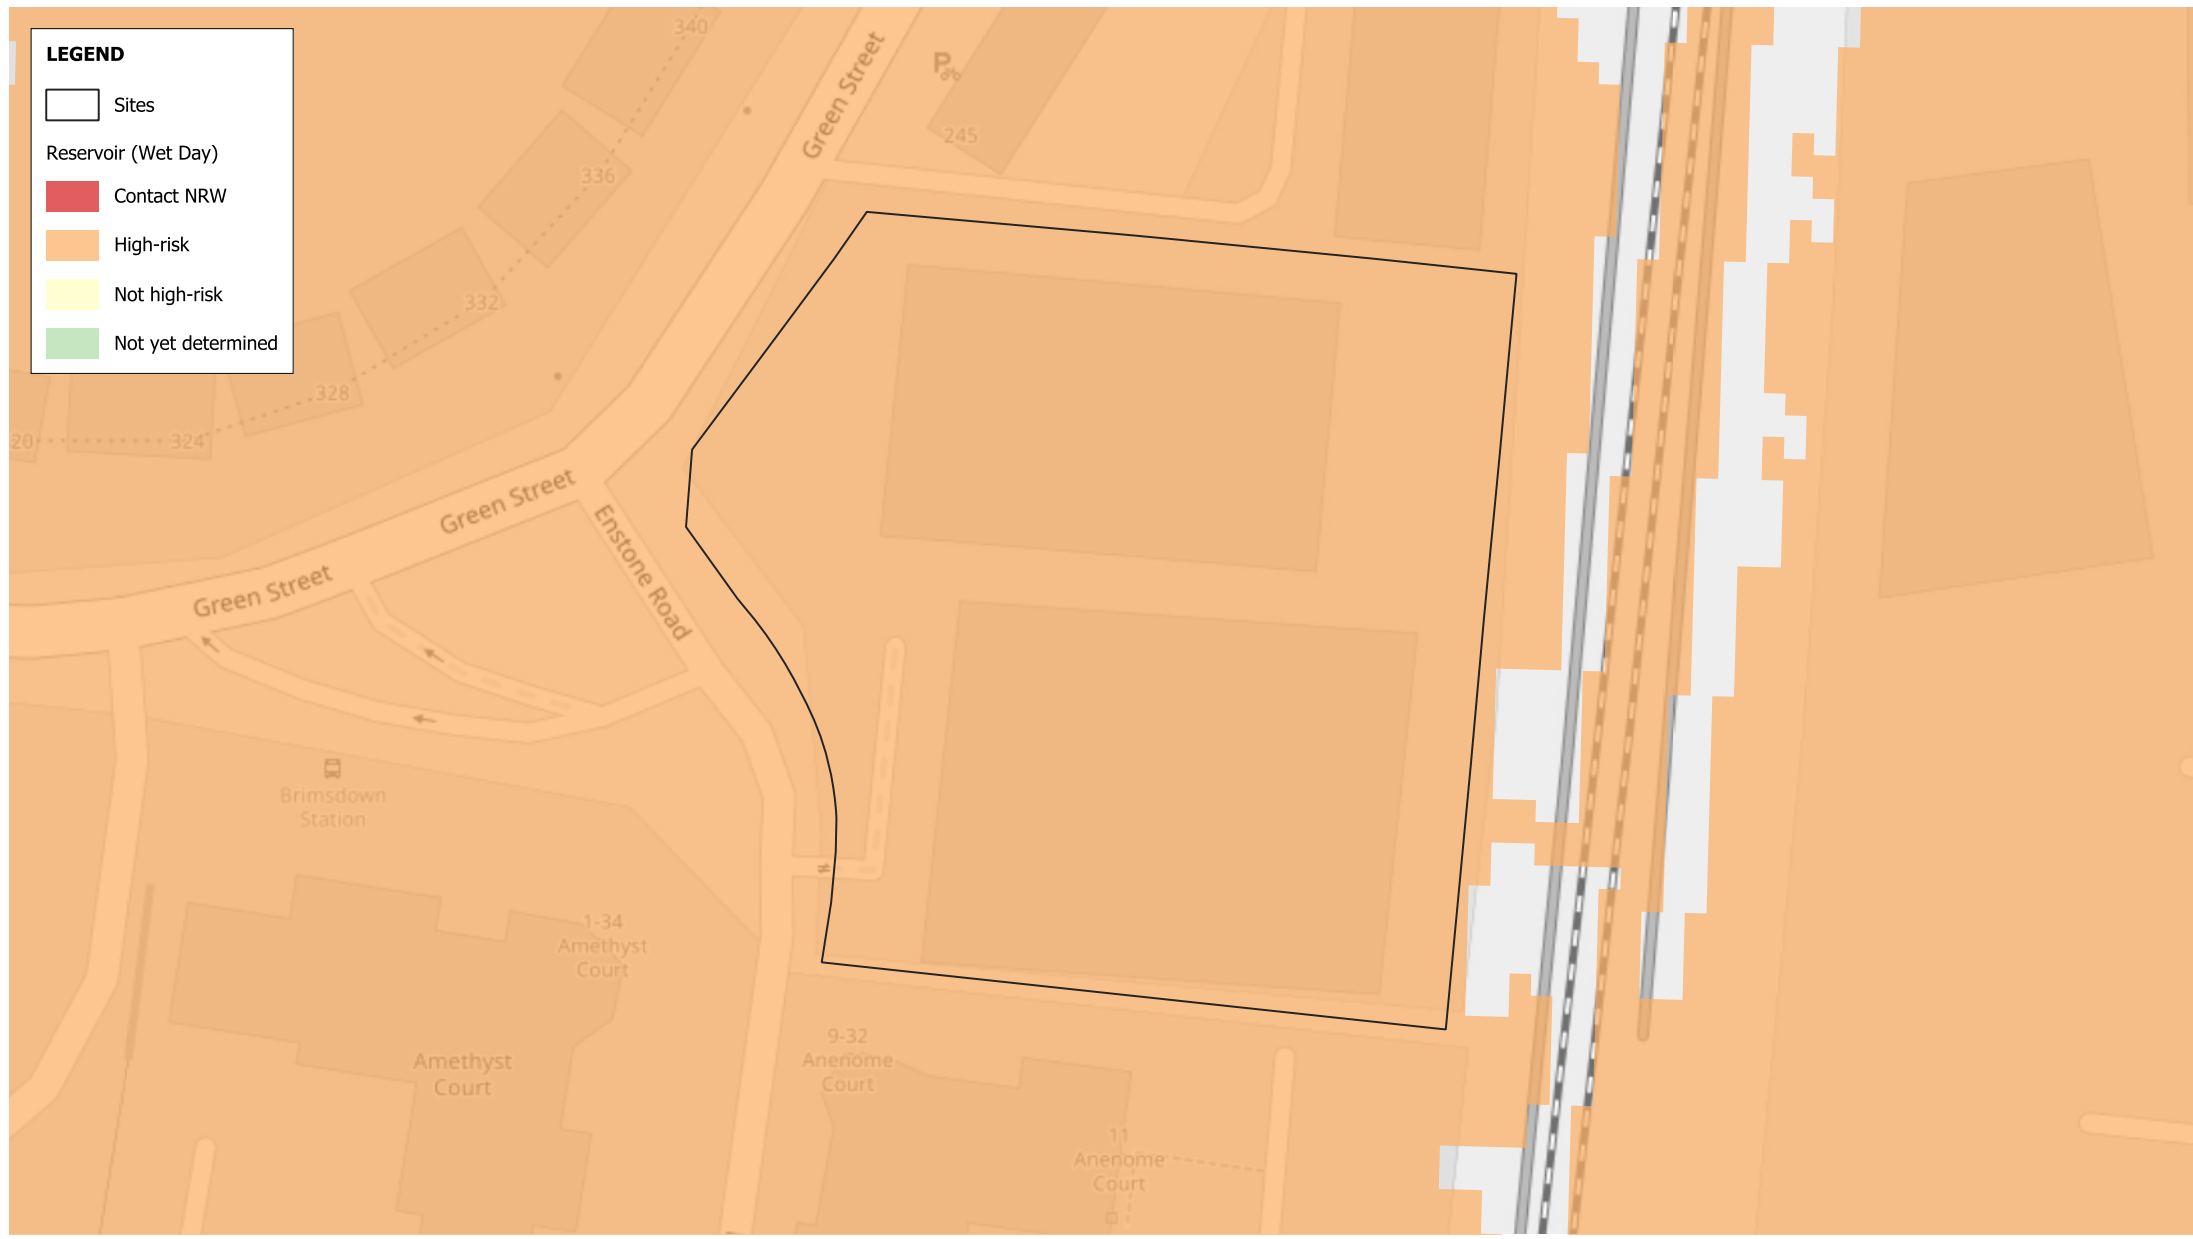 LEGEND
Sites
Reservoir (Wet Day)
Contact NRW
High-risk
Not high-risk
Not yet determined
340
Green Street
P
245
336
332
328
324
20
Green Street
Enstone Road
Green Street
Brimsdown
Station
1-34
Amethyst
Court
Amethyst
Court
9-32
Anenome
Court
11
Anenome
Court